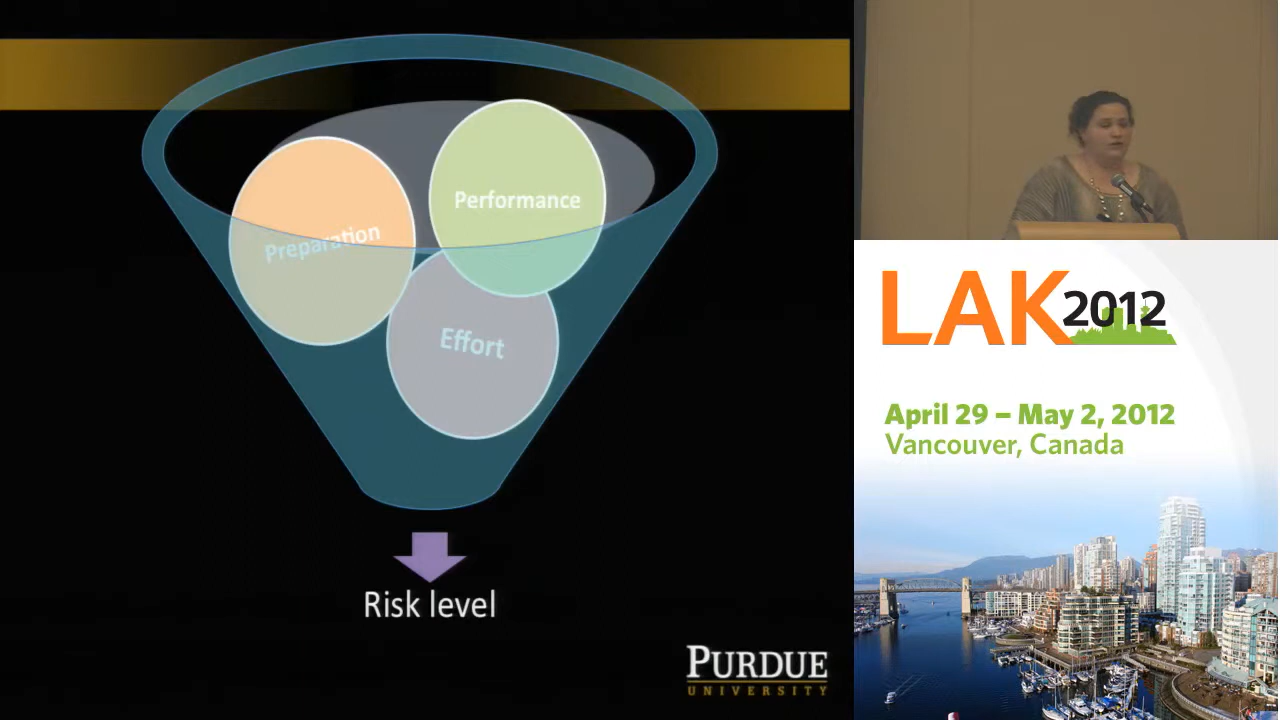 Performance
Preparation
Effort
Risk level
PURDUE
UNIVERSITY
LAK2012
April 29 – May 2, 2012
Vancouver, Canada